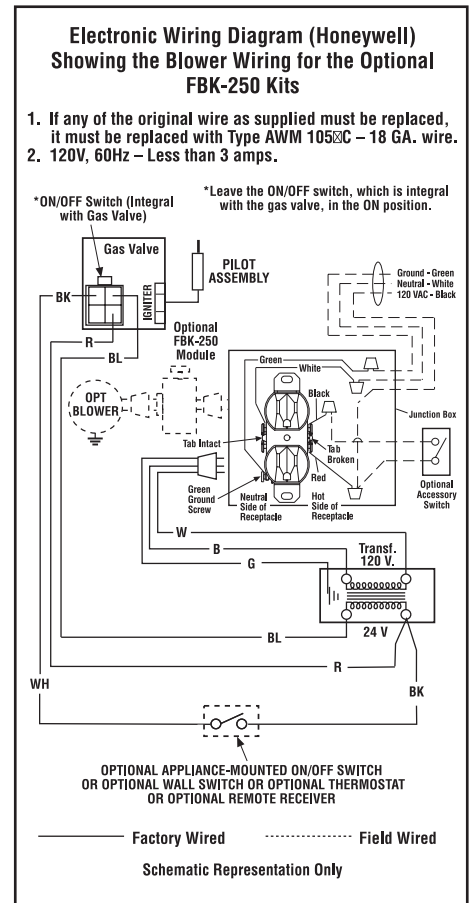 Electronic Wiring Diagram (Honeywell)
Showing the Blower Wiring for the Optional
FBK-250 Kits
1. If any of the original wire as supplied must be replaced,
it must be replaced with Type AWM 105☒C – 18 GA. wire.
2. 120V, 60Hz – Less than 3 amps.
*ON/OFF Switch (Integral
with Gas Valve)
*Leave the ON/OFF switch, which is integral
with the gas valve, in the ON position.
Gas Valve
IGNITER
PILOT
ASSEMBLY
BK
R
BL
Ground - Green
Neutral - White
120 VAC - Black
Optional
FBK-250
Module
OPT
BLOWER
Green
White
Black
Junction Box
Tab Intact
Tab
Broken
Red
Green
Ground
Screw
Neutral
Side of
Receptacle
Hot
Side of
Receptacle
Optional
Accessory
Switch
W
B
G
Transf.
120 V.
24 V
BL
R
WH
BK
OPTIONAL APPLIANCE-MOUNTED ON/OFF SWITCH
OR OPTIONAL WALL SWITCH OR OPTIONAL THERMOSTAT
OR OPTIONAL REMOTE RECEIVER
Factory Wired
Field Wired
Schematic Representation Only